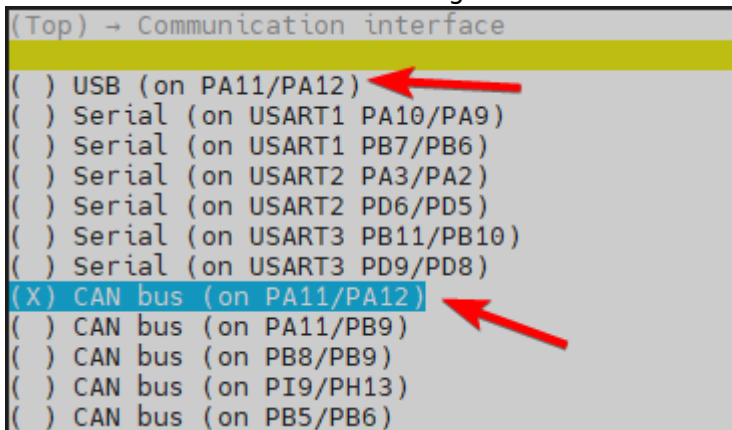 (Top) → Communication interface
( ) USB (on PA11/PA12)
( ) Serial (on USART1 PA10/PA9)
( ) Serial (on USART1 PB7/PB6)
( ) Serial (on USART2 PA3/PA2)
( ) Serial (on USART2 PD6/PD5)
( ) Serial (on USART3 PB11/PB10)
( ) Serial (on USART3 PD9/PD8)
(X) CAN bus (on PA11/PA12)
( ) CAN bus (on PA11/PB9)
( ) CAN bus (on PB8/PB9)
( ) CAN bus (on PI9/PH13)
( ) CAN bus (on PB5/PB6)